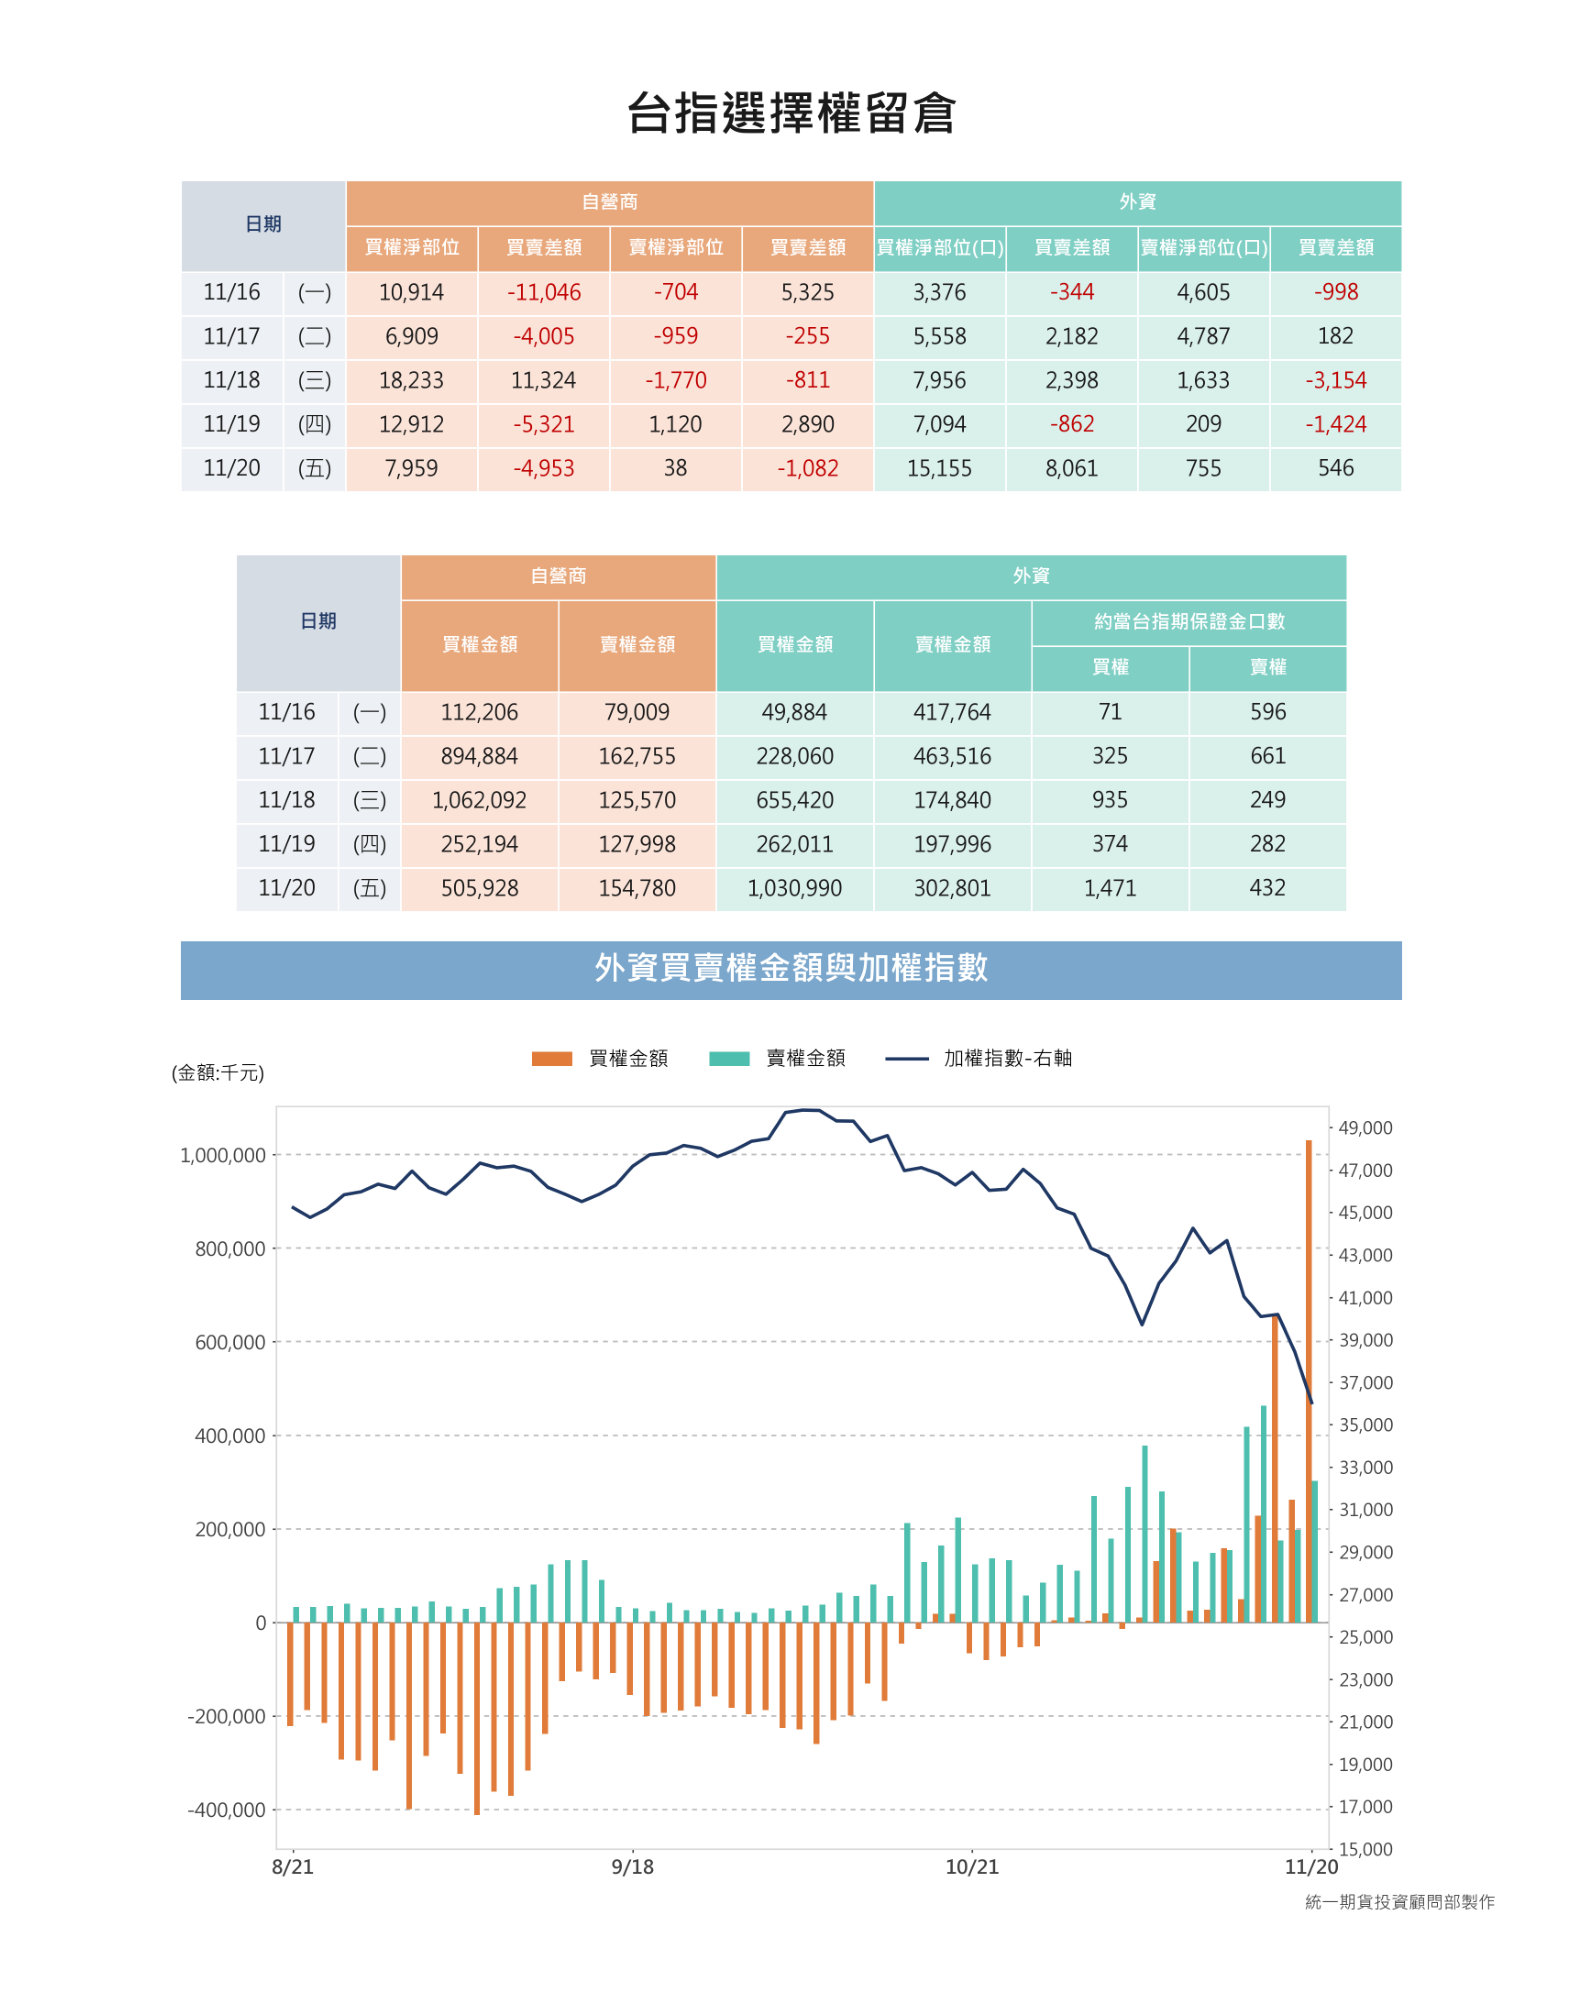 台指選擇權留倉
日期 自營商 外資
買權淨部位 買賣差額 賣權淨部位 買賣差額 買權淨部位(口) 買賣差額 賣權淨部位(口) 買賣差額
11/16 (一) 10,914 -11,046 -704 5,325 3,376 -344 4,605 -998
11/17 (二) 6,909 -4,005 -959 -255 5,558 2,182 4,787 182
11/18 (三) 18,233 11,324 -1,770 -811 7,956 2,398 1,633 -3,154
11/19 (四) 12,912 -5,321 1,120 2,890 7,094 -862 209 -1,424
11/20 (五) 7,959 -4,953 38 -1,082 15,155 8,061 755 546
日期 自營商 外資
買權金額 賣權金額 買權金額 賣權金額 約當台指期保證金口數
買權 賣權
11/16 (一) 112,206 79,009 49,884 417,764 71 596
11/17 (二) 894,884 162,755 228,060 463,516 325 661
11/18 (三) 1,062,092 125,570 655,420 174,840 935 249
11/19 (四) 252,194 127,998 262,011 197,996 374 282
11/20 (五) 505,928 154,780 1,030,990 302,801 1,471 432
外資買賣權金額與加權指數
買權金額 賣權金額 加權指數-右軸
(金額:千元)
1,000,000
800,000
600,000
400,000
200,000
0
-200,000
-400,000
49,000
47,000
45,000
43,000
41,000
39,000
37,000
35,000
33,000
31,000
29,000
27,000
25,000
23,000
21,000
19,000
17,000
15,000
8/21 9/18 10/21 11/20
統一期貨投資顧問部製作